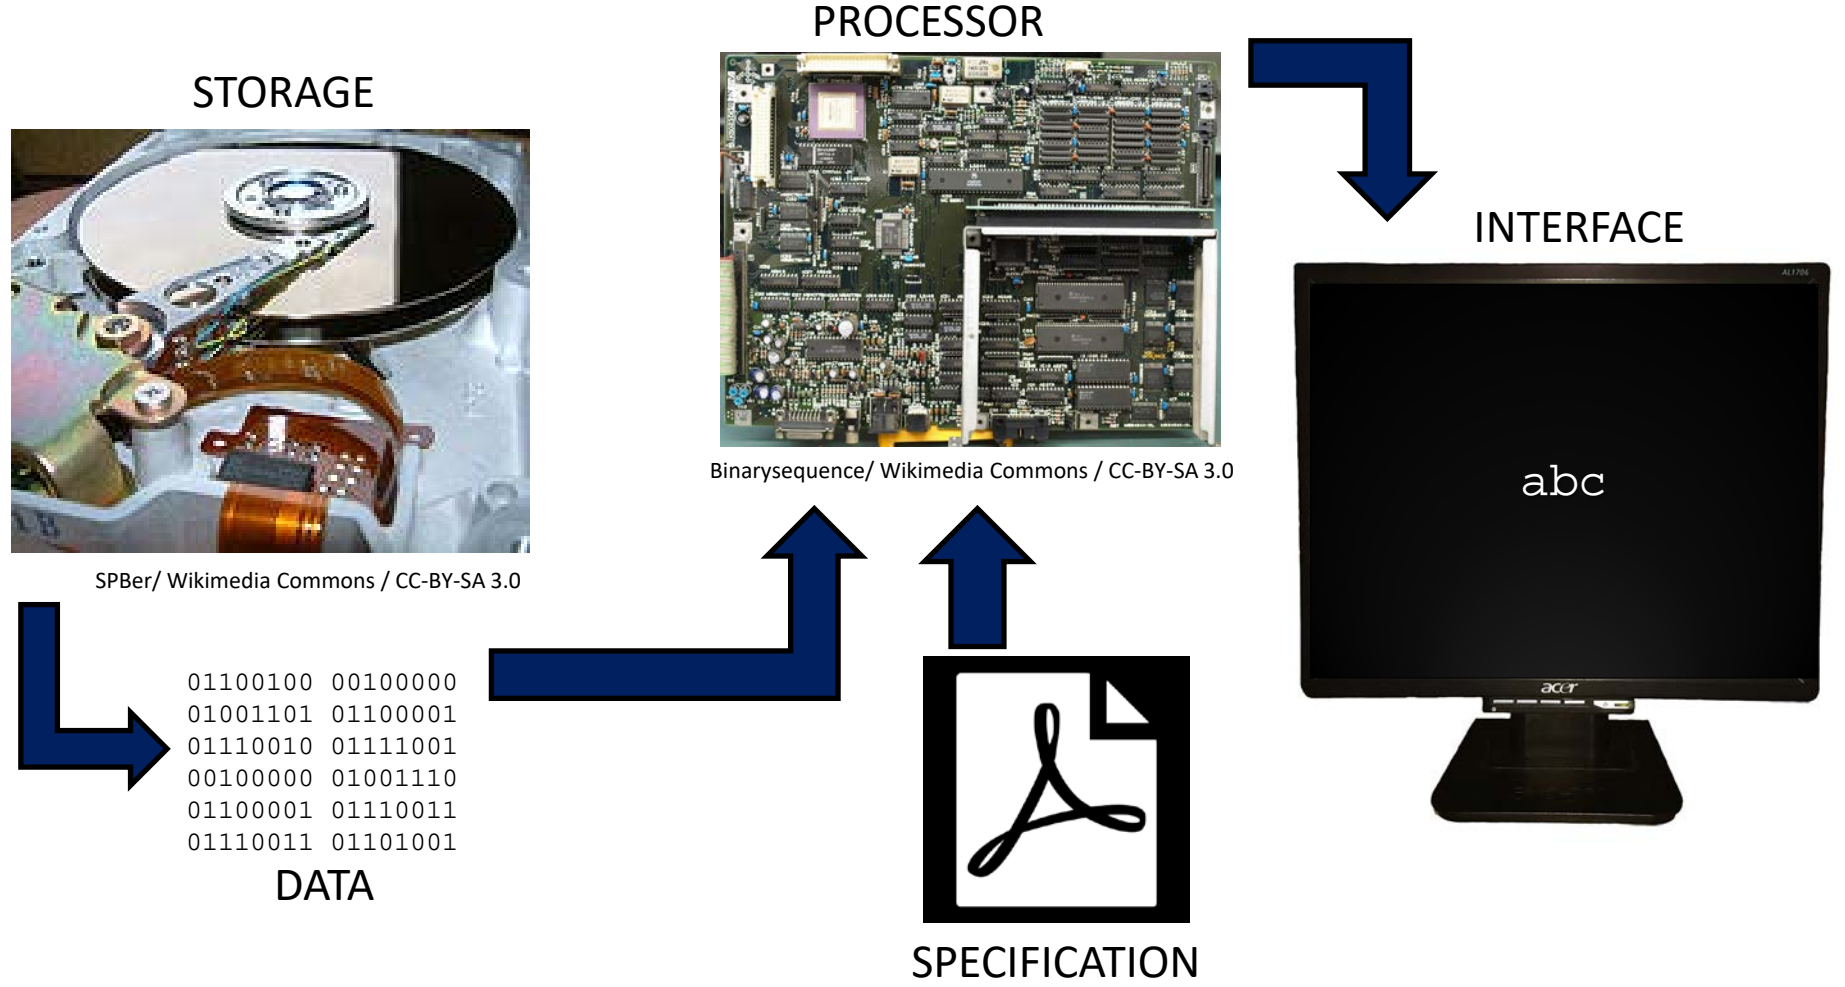 PROCESSOR
STORAGE
INTERFACE
AL1706
abc
acer
Binarysequence/ Wikimedia Commons / CC-BY-SA 3.0
SPBer/ Wikimedia Commons / CC-BY-SA 3.0
01100100 00100000
01001101 01100001
01110010 01111001
00100000 01001110
01100001 01110011
01110011 01101001
DATA
SPECIFICATION